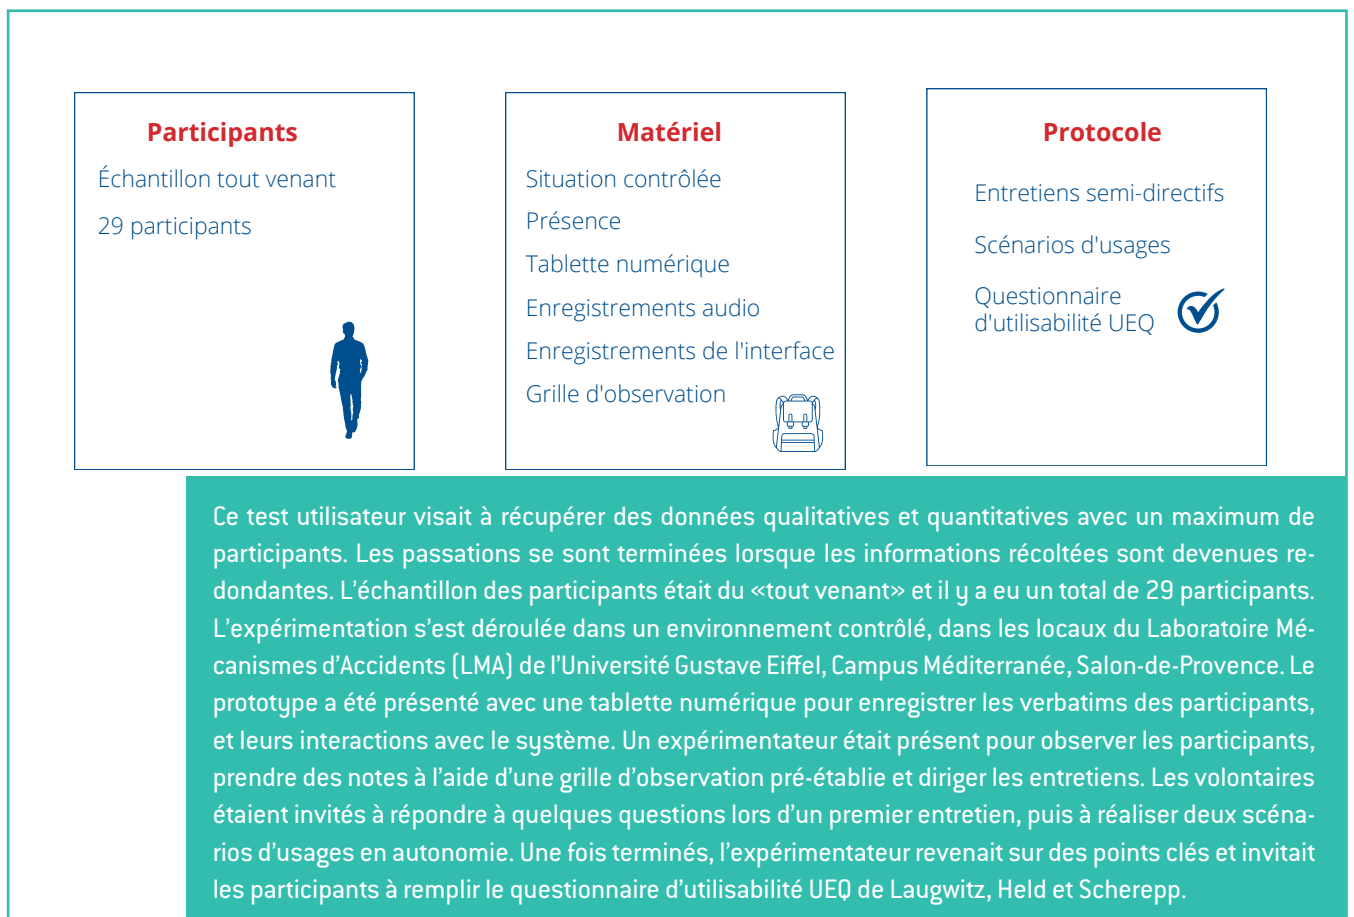 Participants
Échantillon tout venant
29 participants
Matériel
Situation contrôlée
Présence
Tablette numérique
Enregistrements audio
Enregistrements de l'interface
Grille d'observation
Protocole
Entretiens semi-directifs
Scénarios d'usages
Questionnaire
d'utilisabilité UEQ
Ce test utilisateur visait à récupérer des données qualitatives et quantitatives avec un maximum de
participants. Les passations se sont terminées lorsque les informations récoltées sont devenues re-
dondantes. L’échantillon des participants était du «tout venant» et il y a eu un total de 29 participants.
L’expérimentation s’est déroulée dans un environnement contrôlé, dans les locaux du Laboratoire Mé-
canismes d’Accidents (LMA) de l’Université Gustave Eiffel, Campus Méditerranée, Salon-de-Provence. Le
prototype a été présenté avec une tablette numérique pour enregistrer les verbatims des participants,
et leurs interactions avec le système. Un expérimentateur était présent pour observer les participants,
prendre des notes à l’aide d’une grille d’observation pré-établie et diriger les entretiens. Les volontaires
étaient invités à répondre à quelques questions lors d’un premier entretien, puis à réaliser deux scéna-
rios d’usages en autonomie. Une fois terminés, l’expérimentateur revenait sur des points clés et invitait
les participants à remplir le questionnaire d’utilisabilité UEQ de Laugwitz, Held et Scherepp.